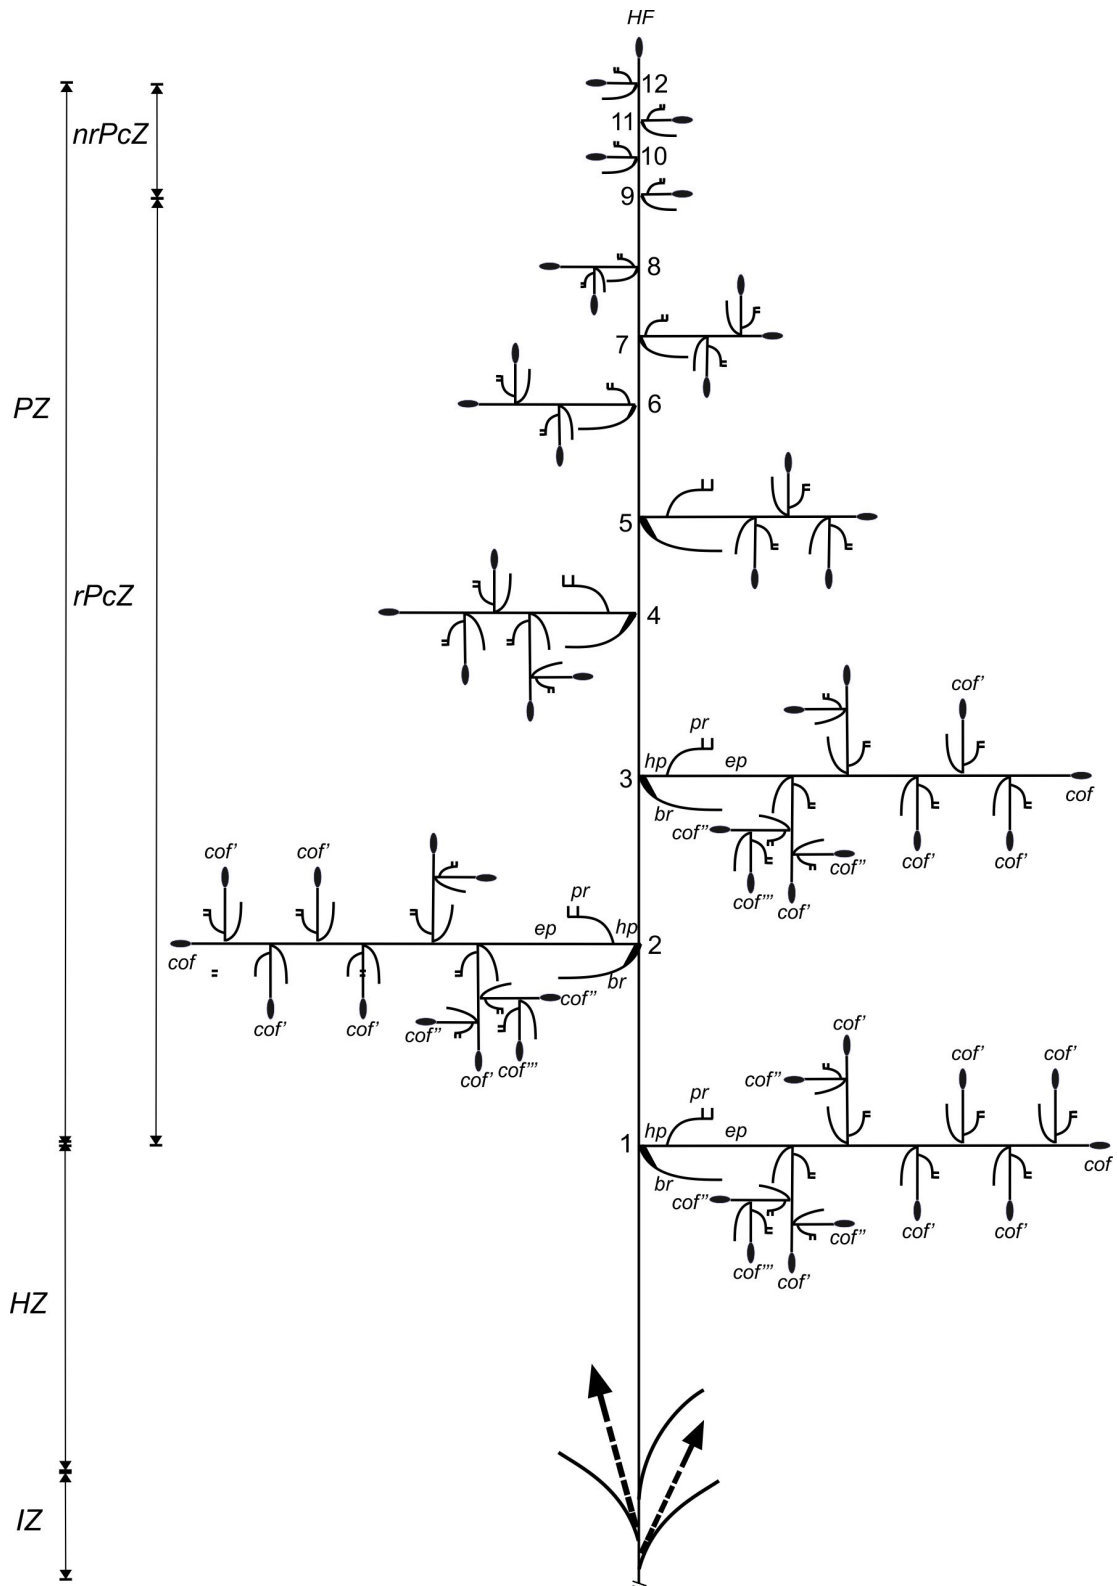 HF
12
nrPcZ
11
10
9
8
7
PZ
6
5
rPcZ
4
cof'
pr
hp ep
3
cof
br
cof'' cof'' cof' cof'
cof''' cof'
cof' cof'
pr
ep hp
2
cof
br
cof''
cof' cof' cof''
cof' cof'''
cof' cof' cof'
cof''
pr
1
hp ep
cof
br
cof''
cof'' cof' cof'
cof''' cof'
HZ
IZ